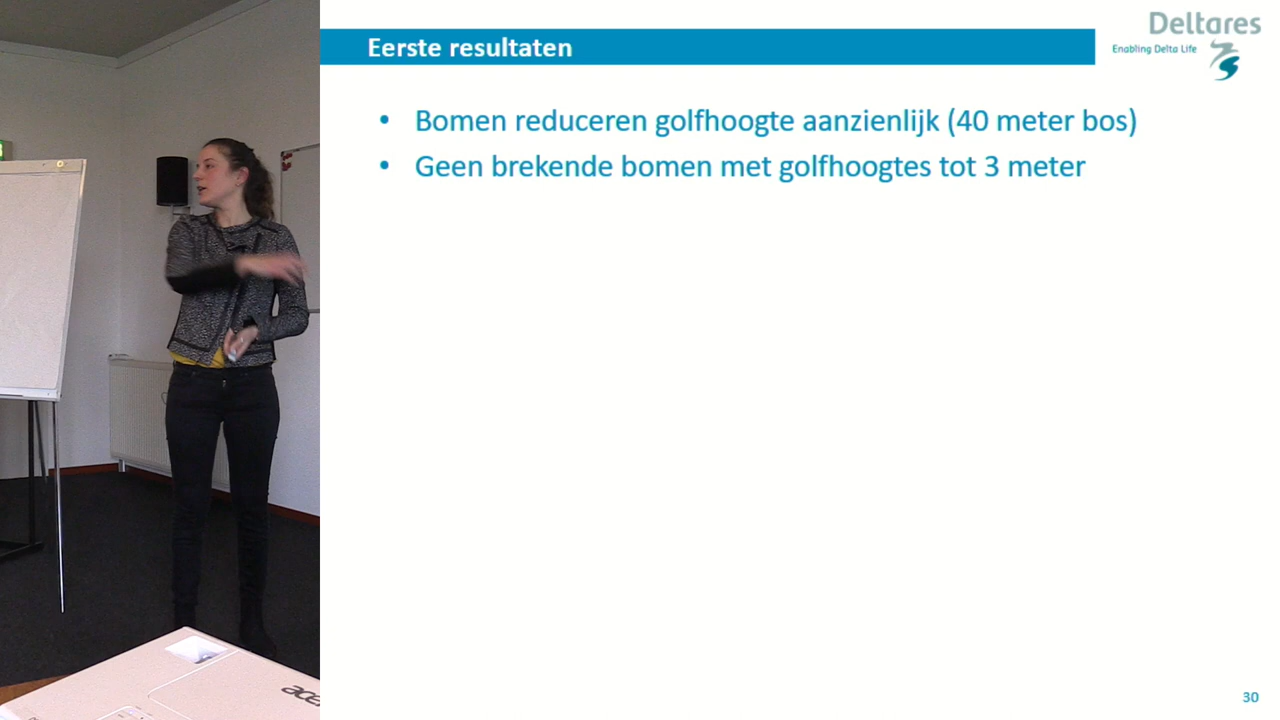 Eerste resultaten
Deltares
Enabling Delta Life
• Bomen reduceren golfhoogte aanzienlijk (40 meter bos)
• Geen brekende bomen met golfhoogtes tot 3 meter
acer
30